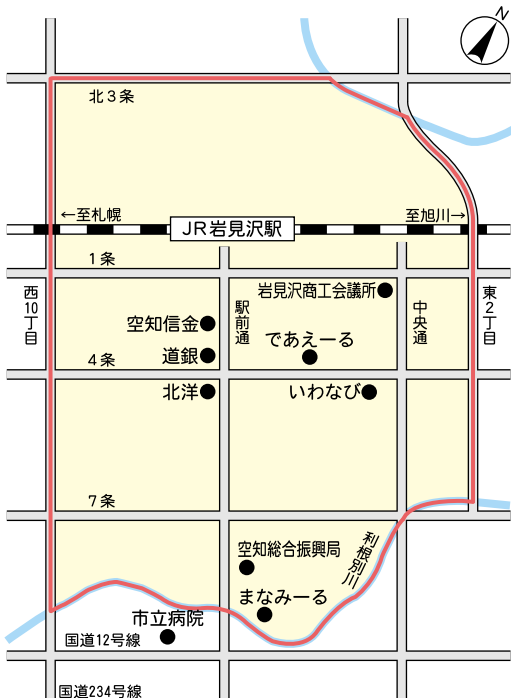 N
北3条
←至札幌
至旭川→
JR岩見沢駅
1条
西10丁目
岩見沢商工会議所
駅前通
中央通
東2丁目
空知信金
であえーる
道銀
4条
北洋
いわなび
7条
利根別川
空知総合振興局
まなみーる
市立病院
国道12号線
国道234号線